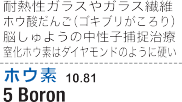 耐熱性ガラスやガラス繊維
ホウ酸だんご(ゴキブリがころり)
脳しゅようの中性子捕捉治療
窒化ホウ素はダイヤモンドのように硬い
ホウ素 10.81
5 Boron